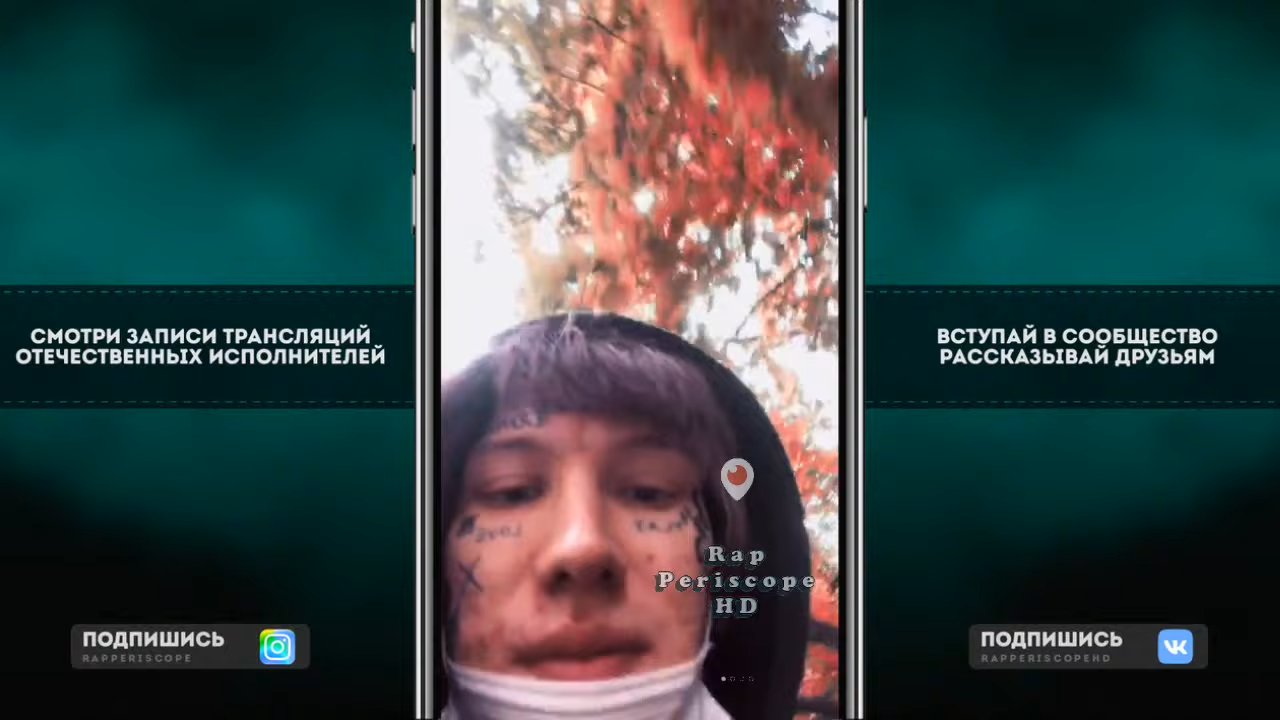 СМОТРИ ЗАПИСИ ТРАНСЛЯЦИЙ
ОТЕЧЕСТВЕННЫХ ИСПОЛНИТЕЛЕЙ
ВСТУПАЙ В СООБЩЕСТВО
РАССКАЗЫВАЙ ДРУЗЬЯМ
Rap
Periscope
HD
ПОДПИШИСЬ
RAPPERISCOPE
ПОДПИШИСЬ
RAPPERISCOPEHD